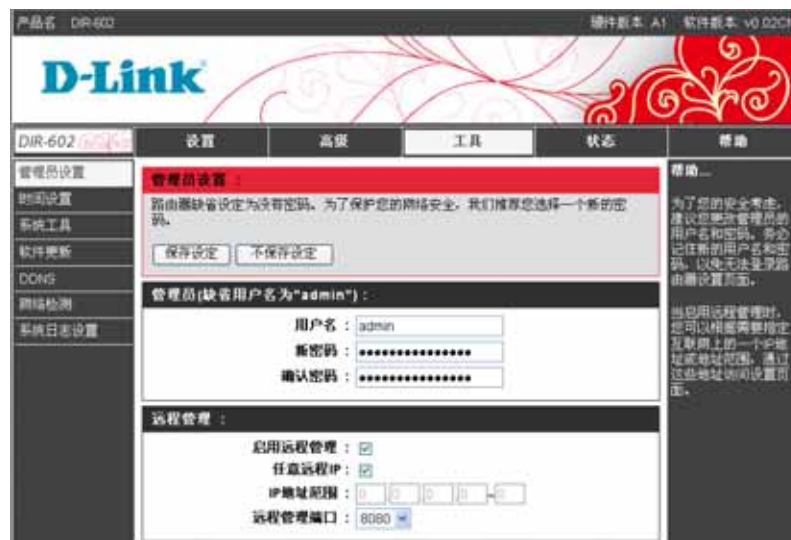 产品名 DIR-602 硬件版本 A1 软件版本 v0.02CN
D-Link
DIR-602 设置 高级 工具 状态 帮助
管理员设置
时间设置
系统工具
软件更新
DDNS
网络检测
系统日志设置
管理员设置 :
路由器缺省设定为没有密码。为了保护您的网络安全，我们推荐您选择一个新的密
码。
保存设定 不保存设定
管理员(缺省用户名为"admin") :
用户名 : admin
新密码 : •••••••••••••••
确认密码 : •••••••••••••••
远程管理 :
启用远程管理 :
任意远程IP :
IP地址范围 : 0 .0 .0 .0 -0
远程管理端口 : 8080
帮助...
为了您的安全考虑，
建议您更改管理员的
用户名和密码。务必
记住新的用户名和密
码，以免无法登录路
由器设置页面。
当启用远程管理时，
您可以根据需要指定
互联网上的一个IP地
址或地址范围，通过
这些地址访问设置页
面。